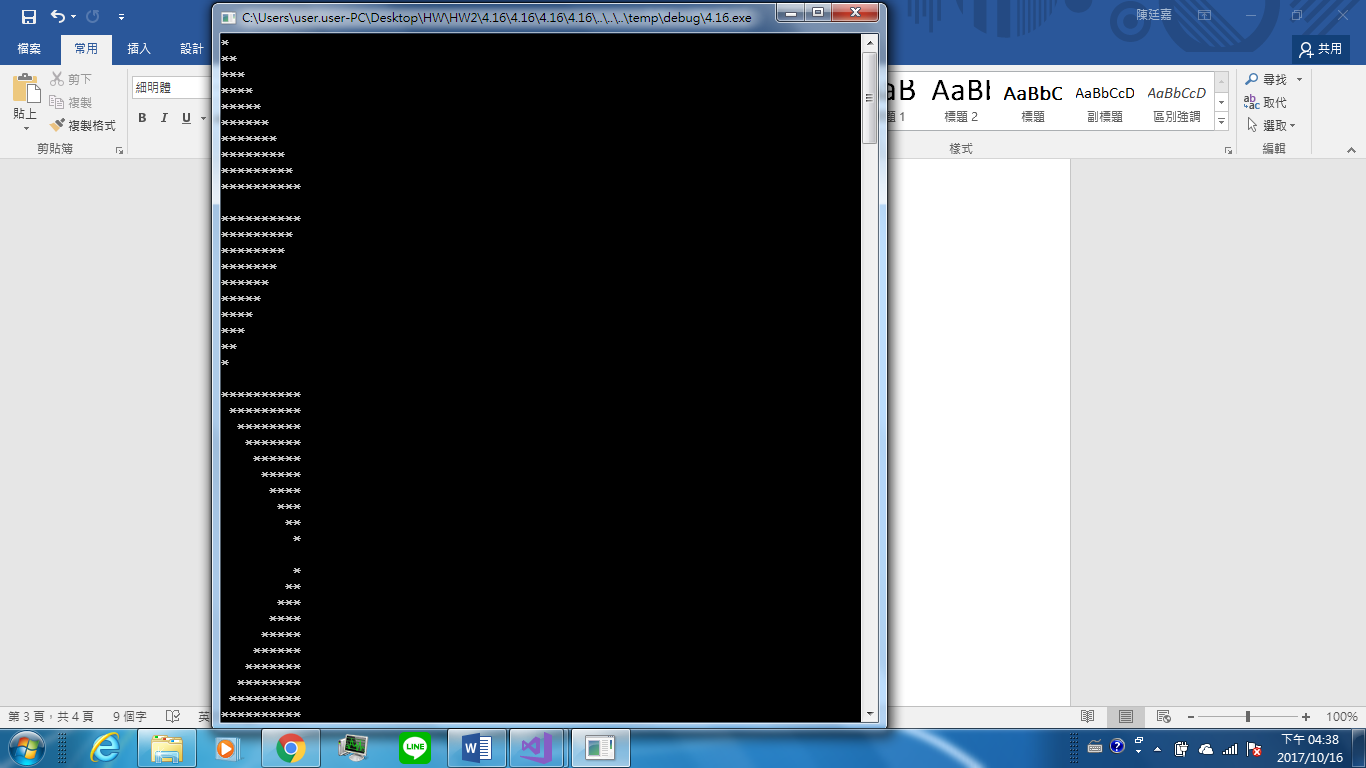 C:\Users\user.user-PC\Desktop\HW\HW2\4.16\4.16\4.16\4.16\..\..\..\temp\debug\4.16.exe
陳廷嘉
檔案 常用 插入 設計
共用
貼上
剪下
複製
複製格式
剪貼簿
細明體
B I U
AaBbC AaBbCcD AaBbCcD
題 1 標題 2 標題 副標題 區別強調
樣式
尋找
取代
選取
編輯
*
**
***
****
*****
******
*******
********
*********
**********
**********
*********
********
*******
******
*****
****
***
**
*
**********
*********
********
*******
******
*****
****
***
**
*
*
**
***
****
*****
******
*******
********
*********
**********
第 3 頁，共 4 頁 9 個字 英
100%
LINE
下午 04:38
2017/10/16